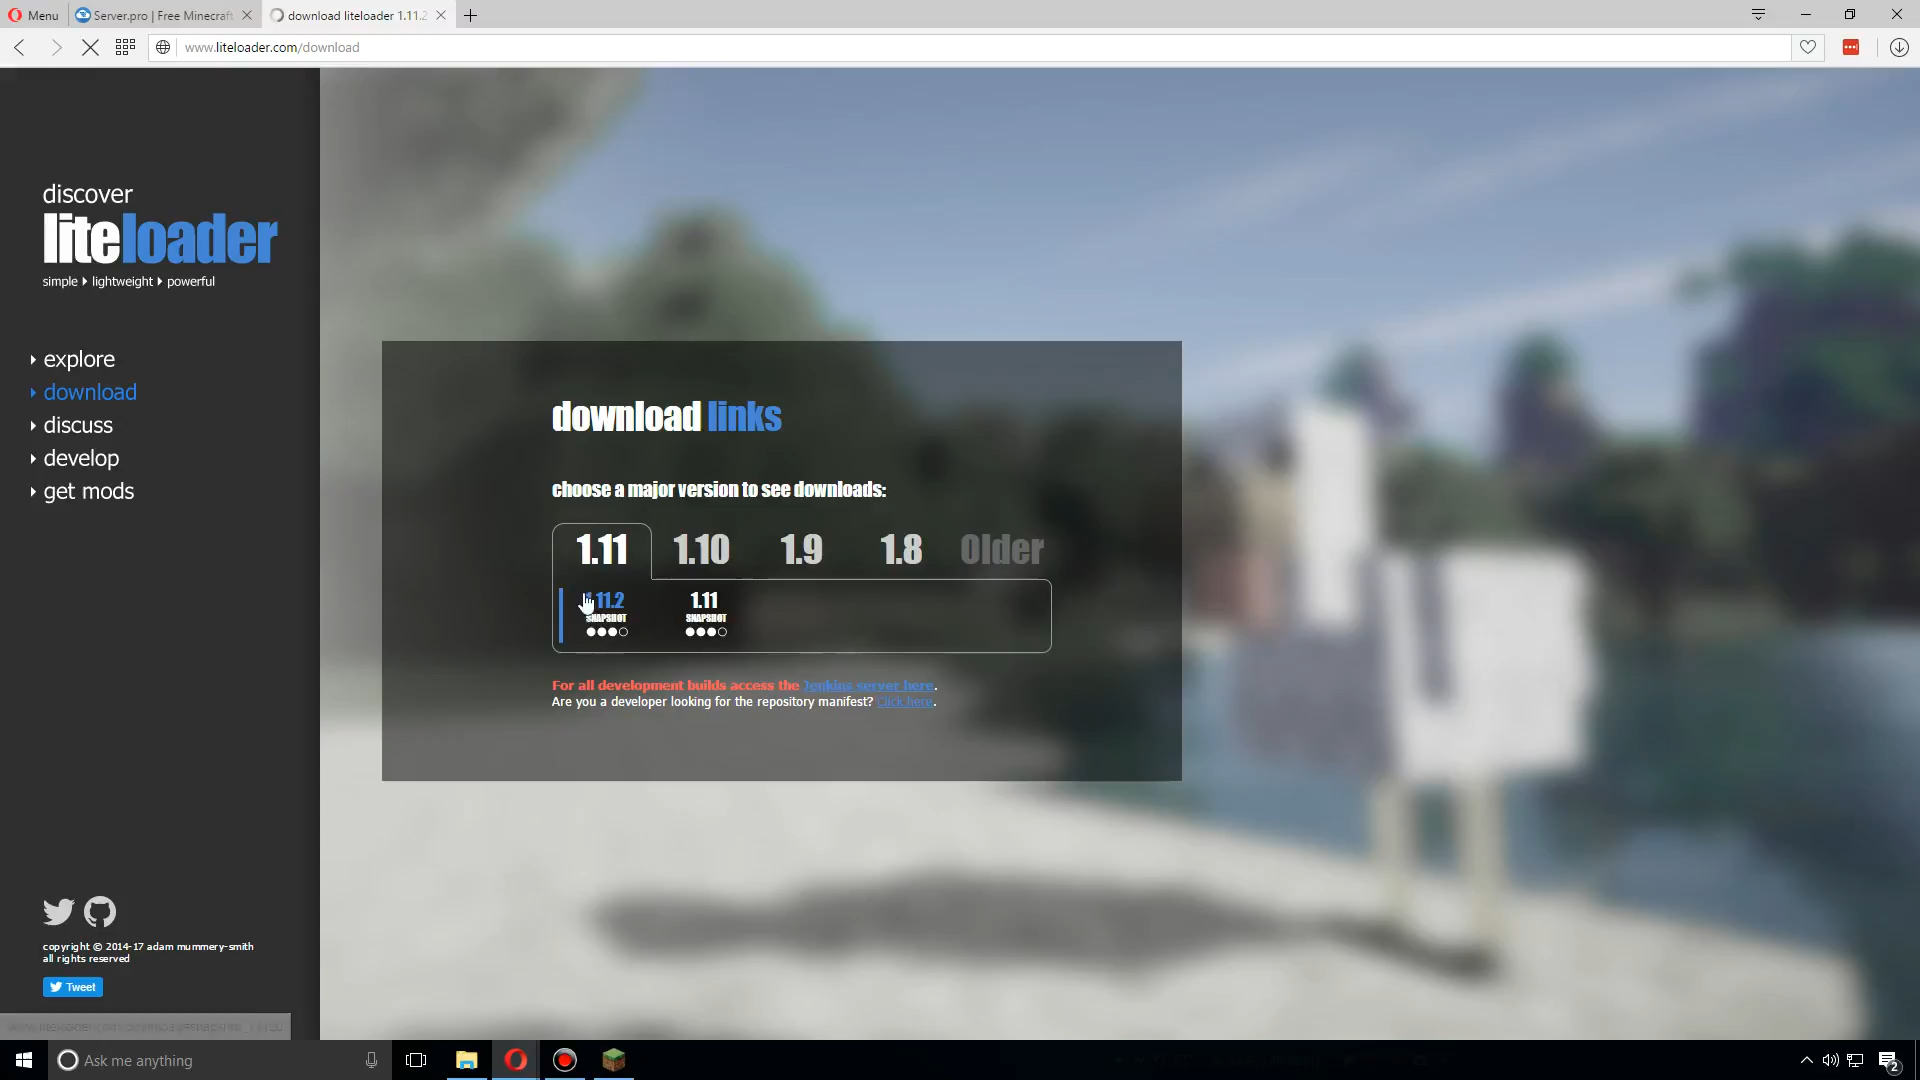 Menu
Server.pro | Free Minecraft
download liteloader 1.11.2
www.liteloader.com/download
discover
liteloader
simple lightweight powerful
explore
download
discuss
develop
get mods
download links
choose a major version to see downloads:
1.11 1.10 1.9 1.8 Older
1.11.2 1.11
SNAPSHOT SNAPSHOT
For all development builds access the Jenkins server here.
Are you a developer looking for the repository manifest? Click here.
copyright © 2014-17 adam mummery-smith
all rights reserved
Tweet
Ask me anything
2